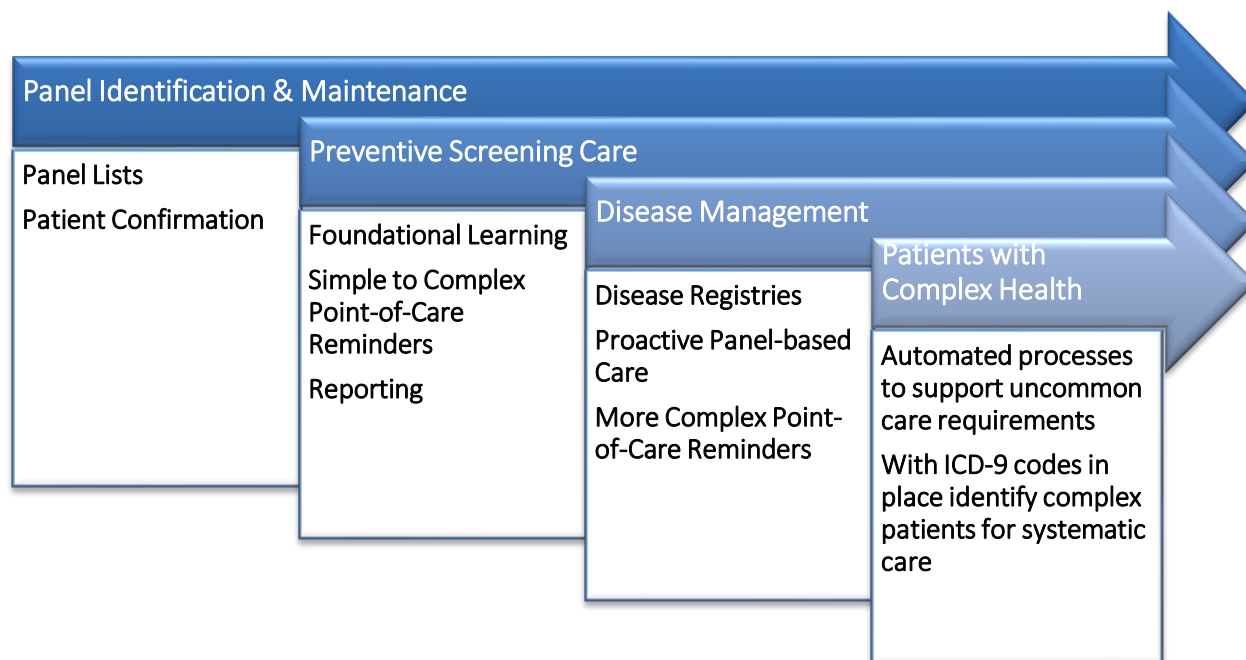 Panel Identification & Maintenance
Panel Lists
Patient Confirmation
Preventive Screening Care
Foundational Learning
Simple to Complex
Point-of-Care
Reminders
Reporting
Disease Management
Disease Registries
Proactive Panel-based
Care
More Complex Point-
of-Care Reminders
Patients with
Complex Health
Automated processes
to support uncommon
care requirements
With ICD-9 codes in
place identify complex
patients for systematic
care